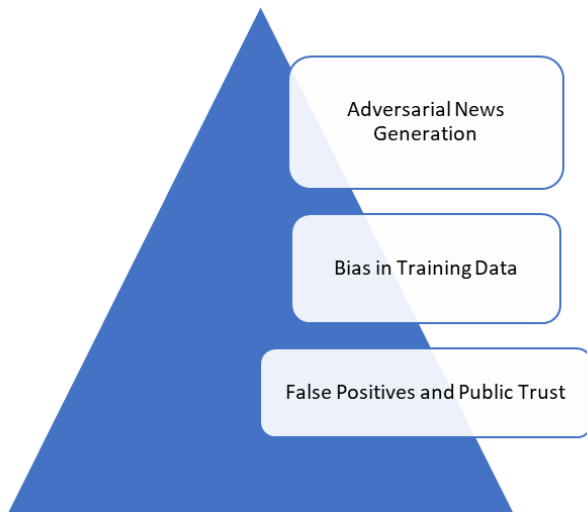 Adversarial News
Generation
Bias in Training Data
False Positives and Public Trust